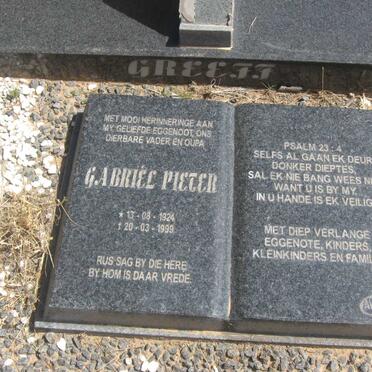 GREEFF
MET MOOI HERINNERINGE AAN
MY GELIEFDE EGGENOOT, ONS
DIERBARE VADER EN OUPA
GABRIËL PIETER
* 13-08-1924
† 20-03-1999
RUS SAG BY DIE HERE
BY HOM IS DAAR VREDE.
PSALM 23:4
SELFS AL GAAN EK DEUR
DONKER DIEPTES,
SAL EK NIE BANG WEES NIE
WANT U IS BY MY.
IN U HANDE IS EK VEILIG
MET DIEP VERLANGE
EGGENOTE, KINDERS,
KLEINKINDERS EN FAMI